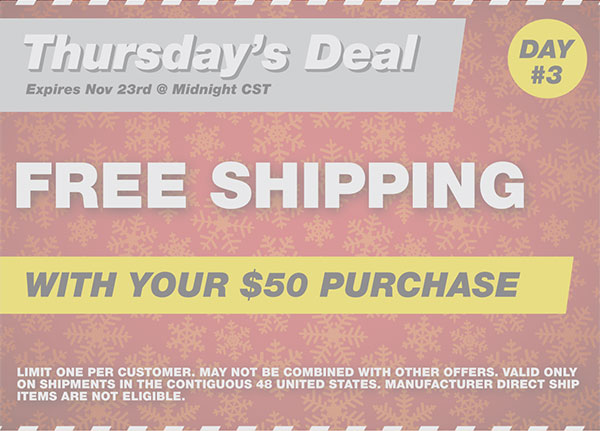 Thursday's Deal
Expires Nov 23rd @ Midnight CST
DAY
#3
FREE SHIPPING
WITH YOUR $50 PURCHASE
LIMIT ONE PER CUSTOMER. MAY NOT BE COMBINED WITH OTHER OFFERS. VALID ONLY
ON SHIPMENTS IN THE CONTIGUOUS 48 UNITED STATES. MANUFACTURER DIRECT SHIP
ITEMS ARE NOT ELIGIBLE.